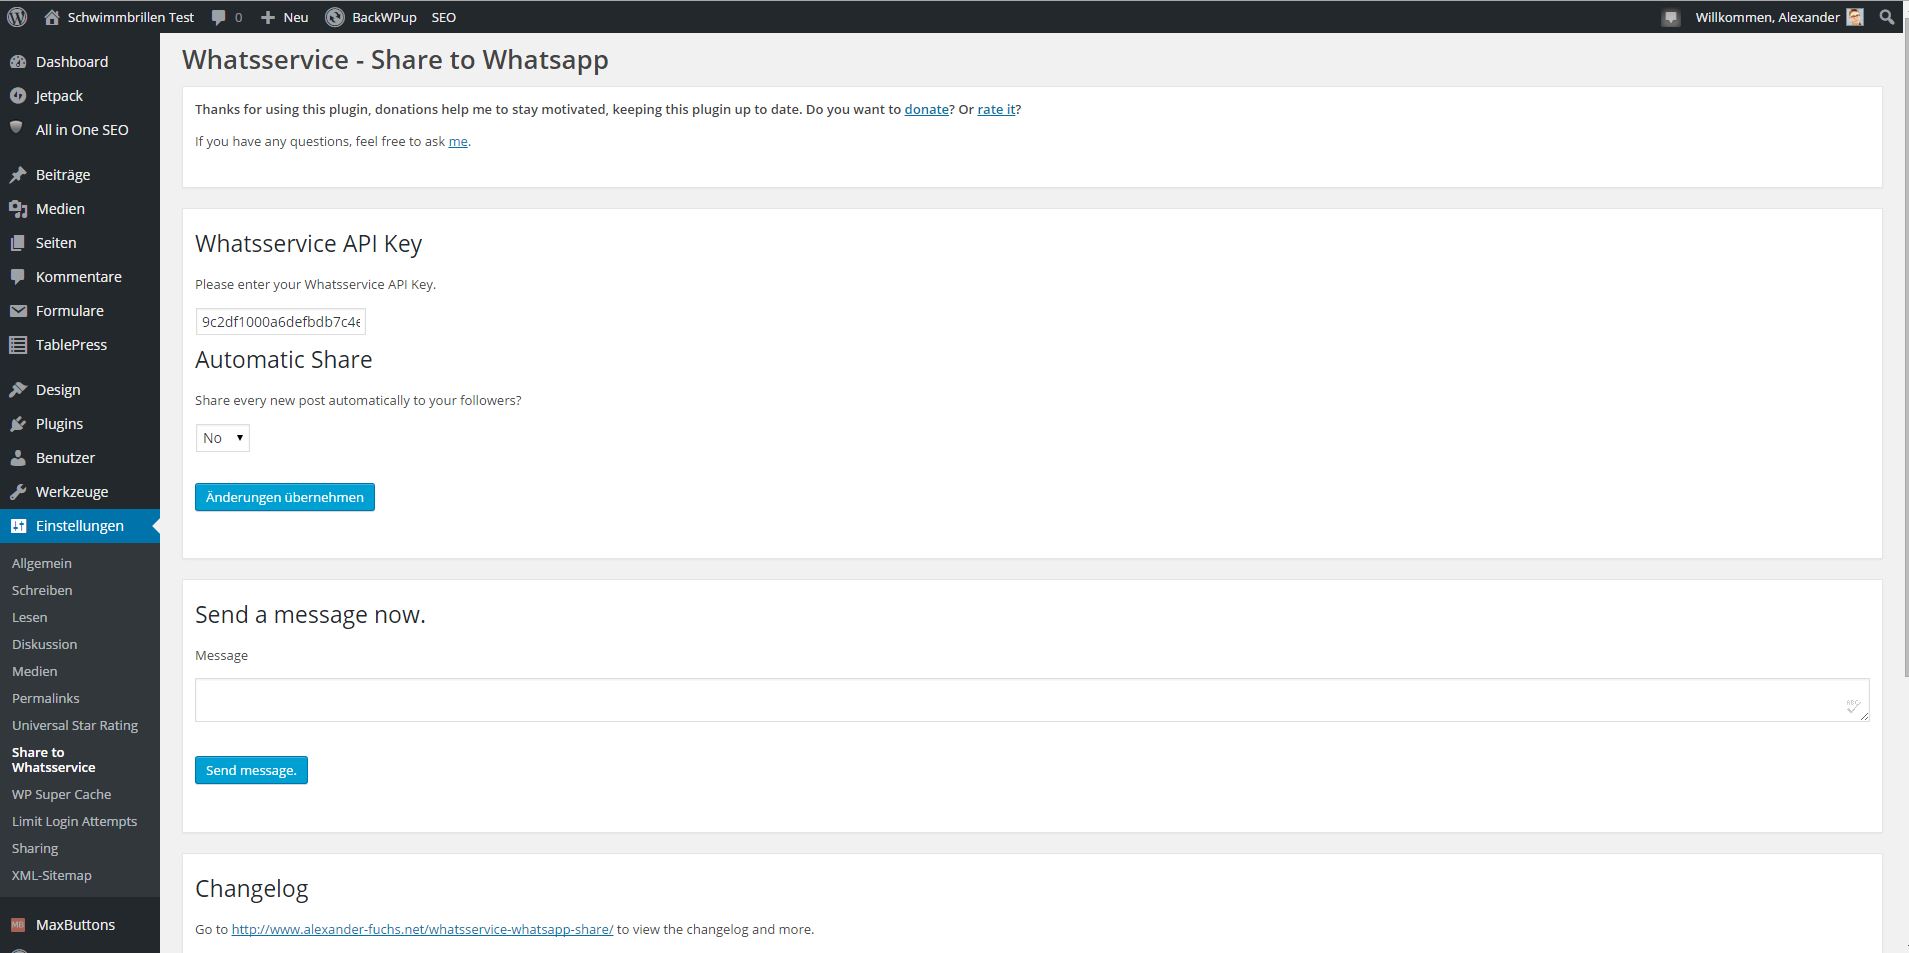 Schwimmbrillen Test 0 Neu BackWPup SEO Willkommen, Alexander
Dashboard
Jetpack
All in One SEO
Beiträge
Medien
Seiten
Kommentare
Formulare
TablePress
Design
Plugins
Benutzer
Werkzeuge
Einstellungen
Allgemein
Schreiben
Lesen
Diskussion
Medien
Permalinks
Universal Star Rating
Share to
Whatsservice
WP Super Cache
Limit Login Attempts
Sharing
XML-Sitemap
MB MaxButtons
Whatsservice - Share to Whatsapp
Thanks for using this plugin, donations help me to stay motivated, keeping this plugin up to date. Do you want to donate? Or rate it?
If you have any questions, feel free to ask me.
Whatsservice API Key
Please enter your Whatsservice API Key.
9c2df1000a6defbdb7c4e
Automatic Share
Share every new post automatically to your followers?
No
Änderungen übernehmen
Send a message now.
Message
ABC
Send message.
Changelog
Go to http://www.alexander-fuchs.net/whatsservice-whatsapp-share/ to view the changelog and more.